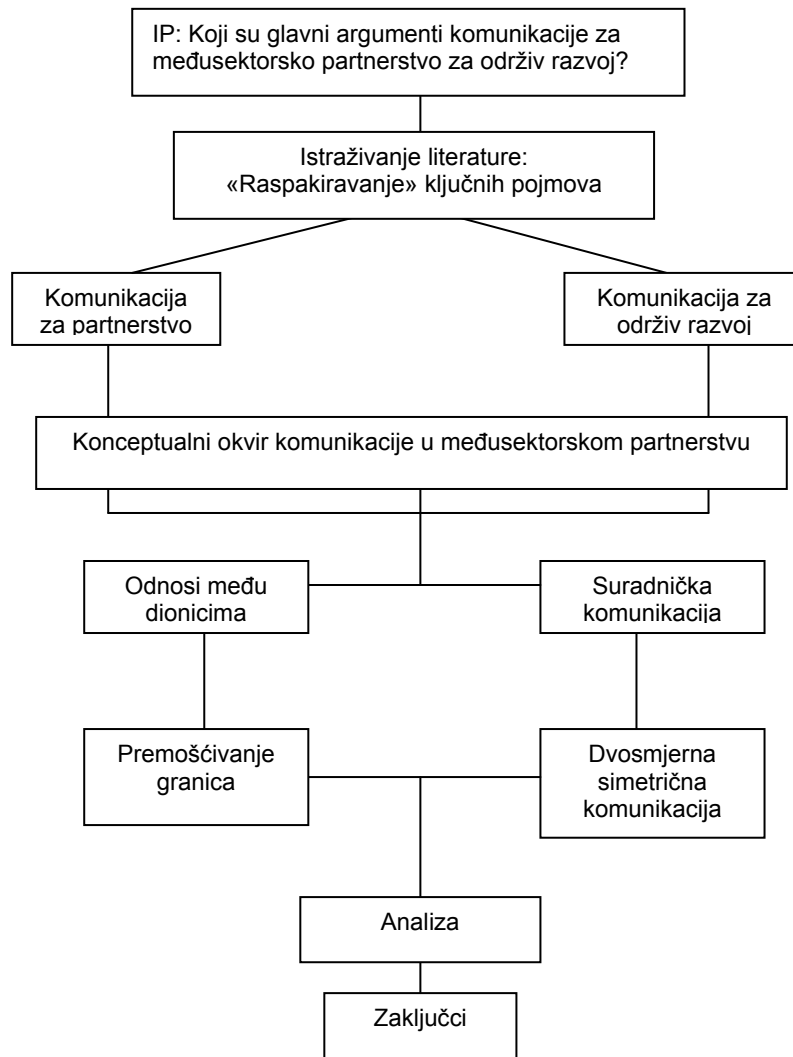 IP: Koji su glavni argumenti komunikacije za
međusektorsko partnerstvo za održiv razvoj?
Istraživanje literature:
«Raspakiravanje» ključnih pojmova
Komunikacija
za partnerstvo
Komunikacija za
održiv razvoj
Konceptualni okvir komunikacije u međusektorskom partnerstvu
Odnosi među
dionicima
Suradnička
komunikacija
Premošćivanje
granica
Dvosmjerna
simetrična
komunikacija
Analiza
Zaključci